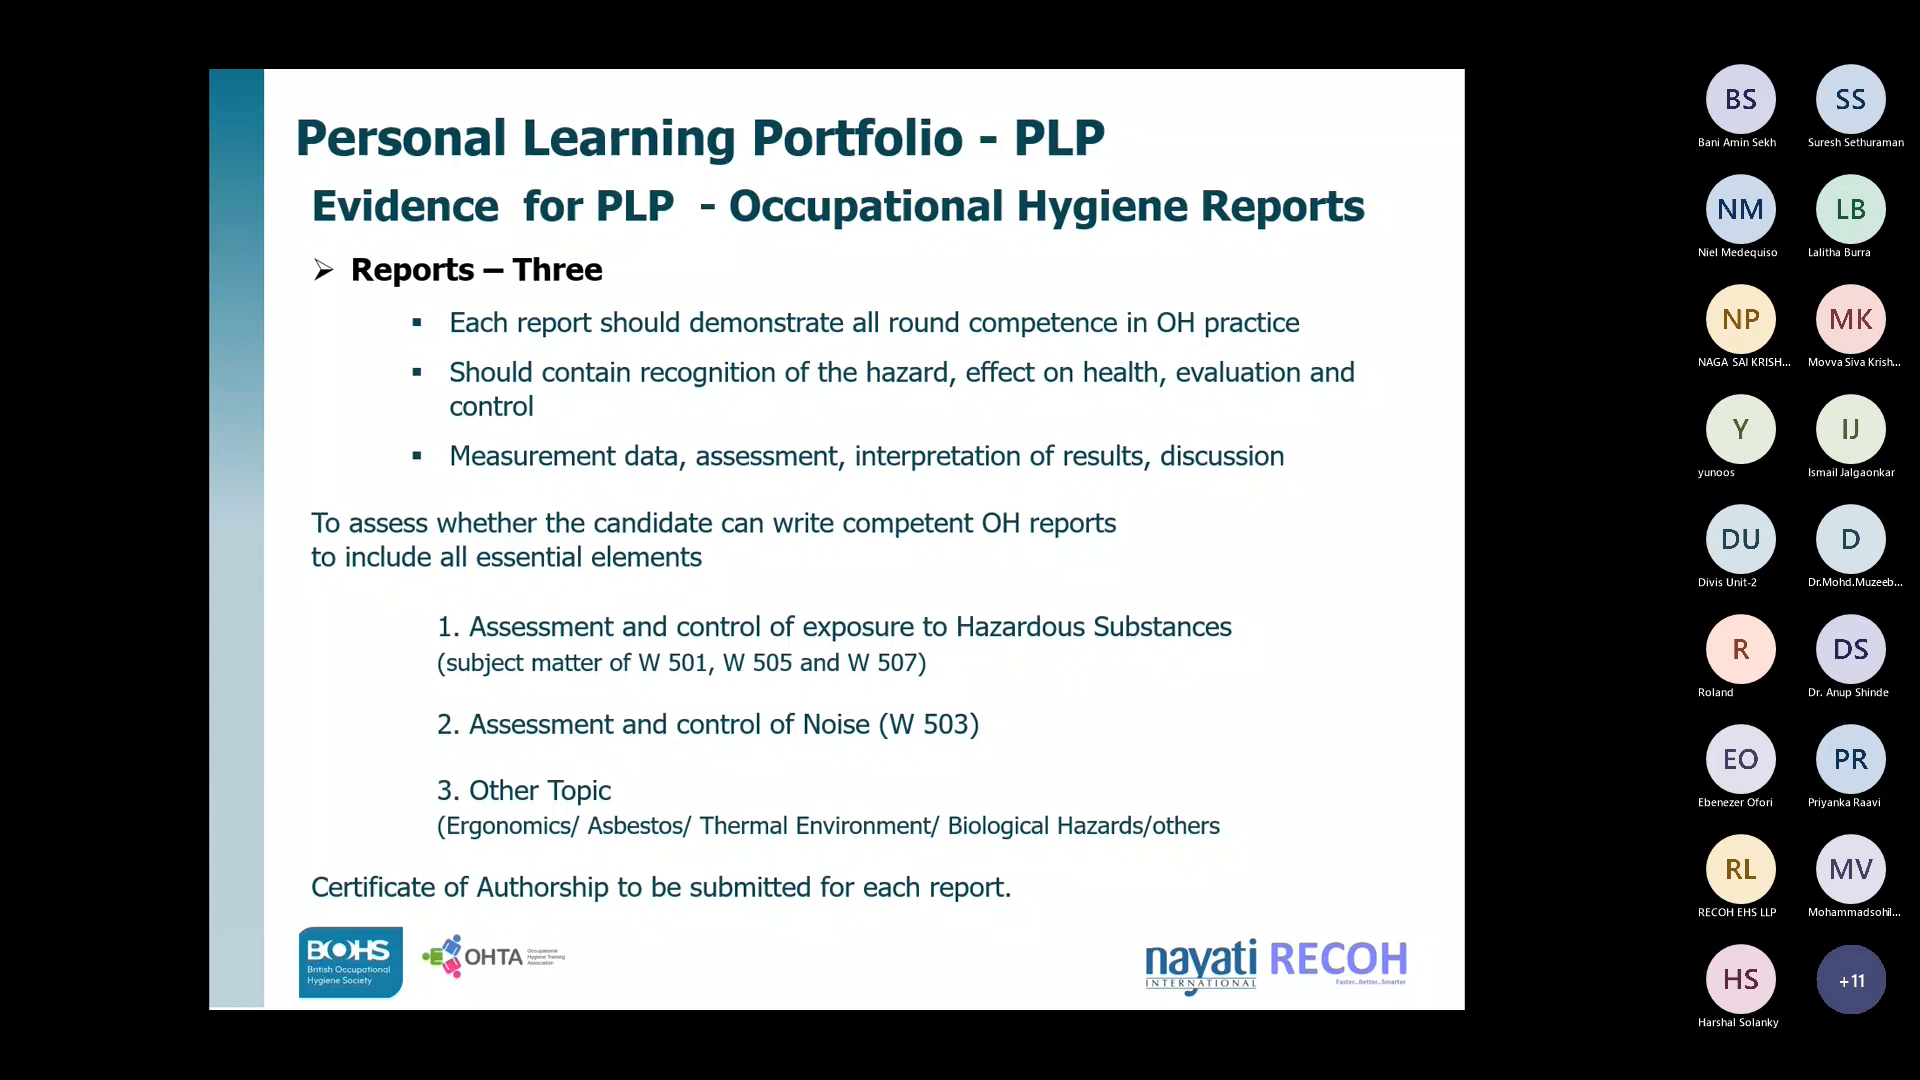 Personal Learning Portfolio - PLP
Evidence for PLP - Occupational Hygiene Reports
➢ Reports – Three
▪ Each report should demonstrate all round competence in OH practice
▪ Should contain recognition of the hazard, effect on health, evaluation and
control
▪ Measurement data, assessment, interpretation of results, discussion
To assess whether the candidate can write competent OH reports
to include all essential elements
1. Assessment and control of exposure to Hazardous Substances
(subject matter of W 501, W 505 and W 507)
2. Assessment and control of Noise (W 503)
3. Other Topic
(Ergonomics/ Asbestos/ Thermal Environment/ Biological Hazards/others
Certificate of Authorship to be submitted for each report.
BOHS
British Occupational
Hygiene Society
OHTA
Occupational
Hygiene Training
Association
nayati
INTERNATIONAL
RECOH
Faster..Better..Smarter
BS SS
Bani Amin Sekh Suresh Sethuraman
NM LB
Niel Medequiso Lalitha Burra
NP MK
NAGA SAI KRISH... Movva Siva Krish...
Y IJ
yunoos Ismail Jalgaonkar
DU D
Divis Unit-2 Dr.Mohd.Muzeeb...
R DS
Roland Dr. Anup Shinde
EO PR
Ebenezer Ofori Priyanka Raavi
RL MV
RECOH EHS LLP Mohammadsohil...
HS +11
Harshal Solanky